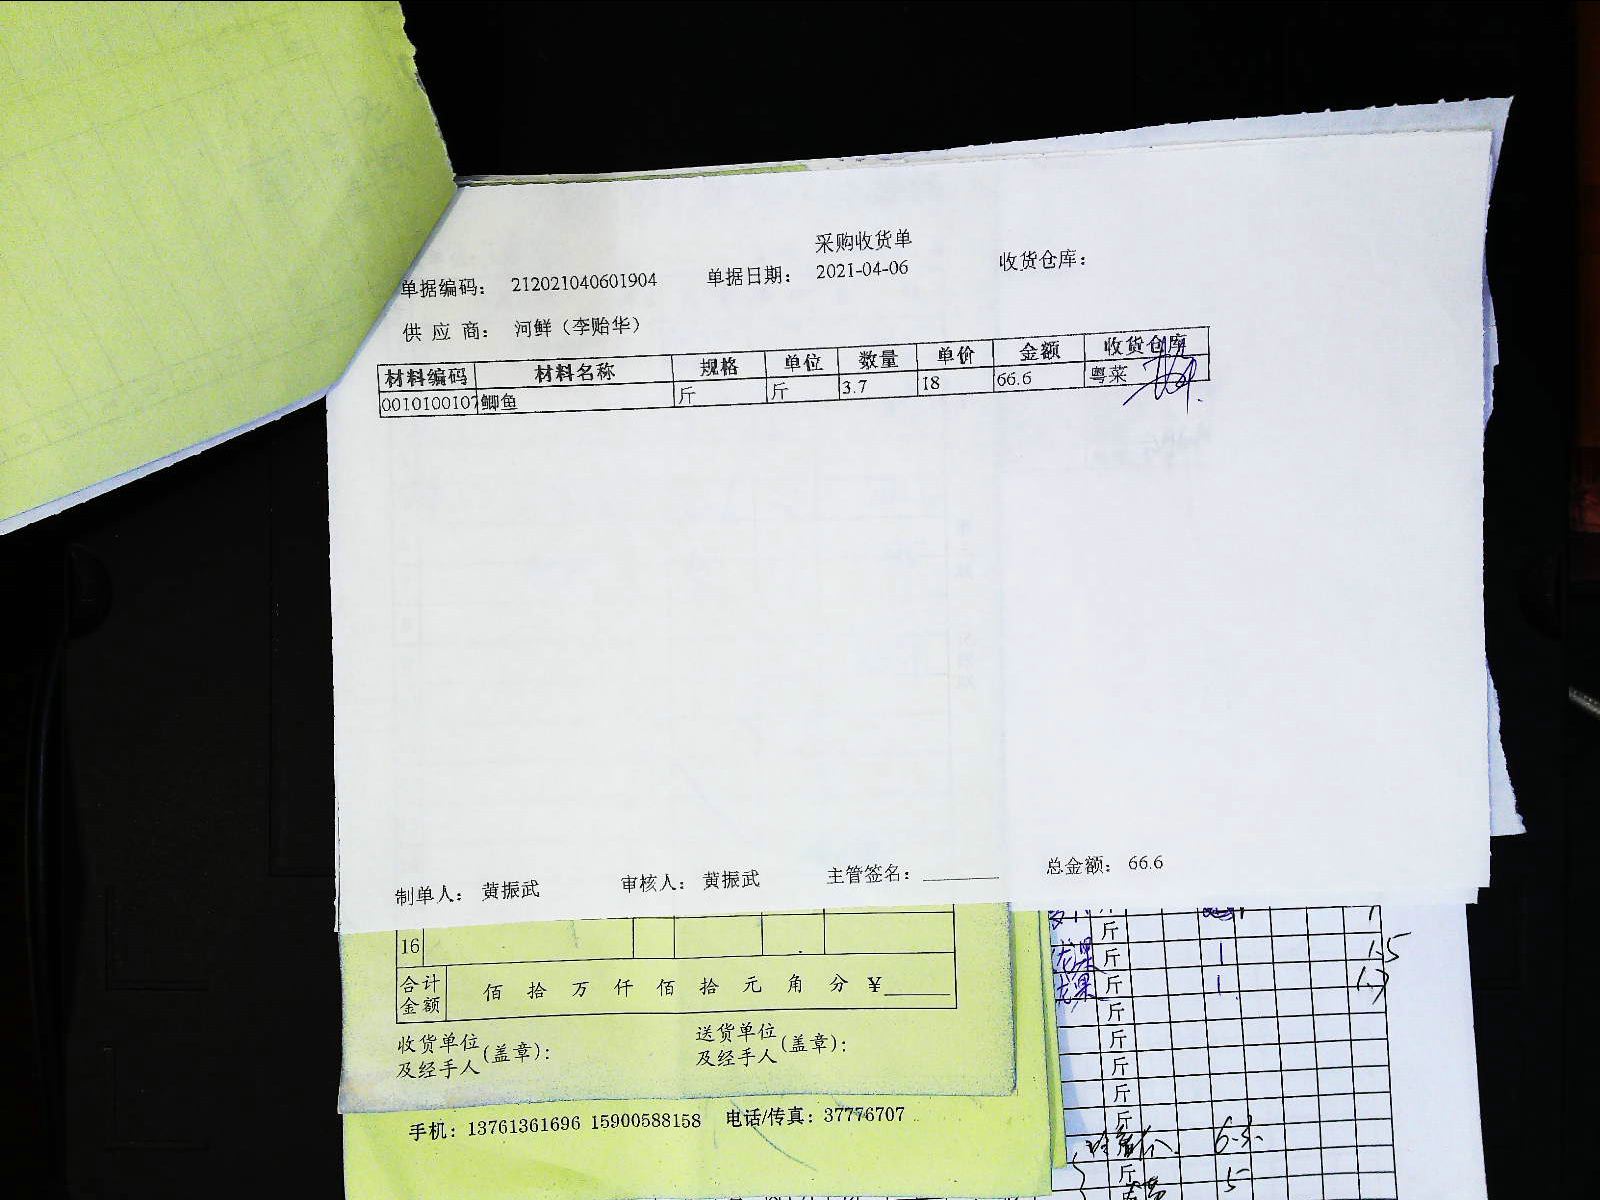 采购收货单
单据编码: 212021040601904 单据日期: 2021-04-06 收货仓库:
供 应 商: 河鲜（李贻华）
材料编码 材料名称 规格 单位 数量 单价 金额 收货仓库
0010100107 鲫鱼 斤 斤 3.7 18 66.6 粤菜
制单人: 黄振武 审核人: 黄振武 主管签名: 总金额: 66.6
16
合计金额 佰 拾 万 仟 佰 拾 元 角 分 ¥
收货单位及经手人(盖章): 送货单位及经手人(盖章):
手机: 13761361696 15900588158 电话/传真: 37776707
斤
斤 1 1.5
斤 1
斤
斤
斤
斤
斤
斤 5